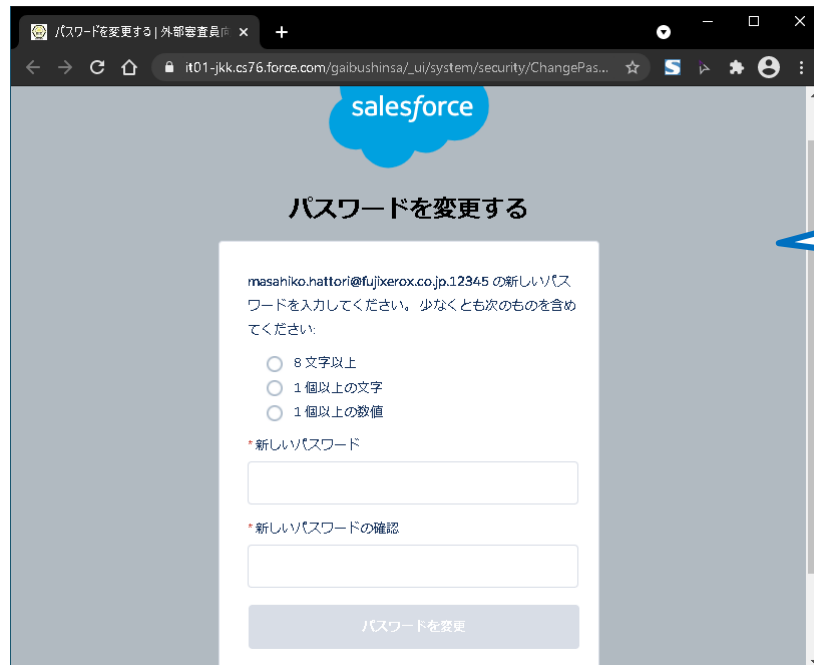 パスワードを変更する | 外部審査員向
it01-jkk.cs76.force.com/gaibushinsa/_ui/system/security/ChangePas...
salesforce
パスワードを変更する
masahiko.hattori@fujixerox.co.jp.12345 の新しいパス
ワードを入力してください。 少なくとも次のものを含め
てください:
8 文字以上
1 個以上の文字
1 個以上の数値
*新しいパスワード
*新しいパスワードの確認
パスワードを変更